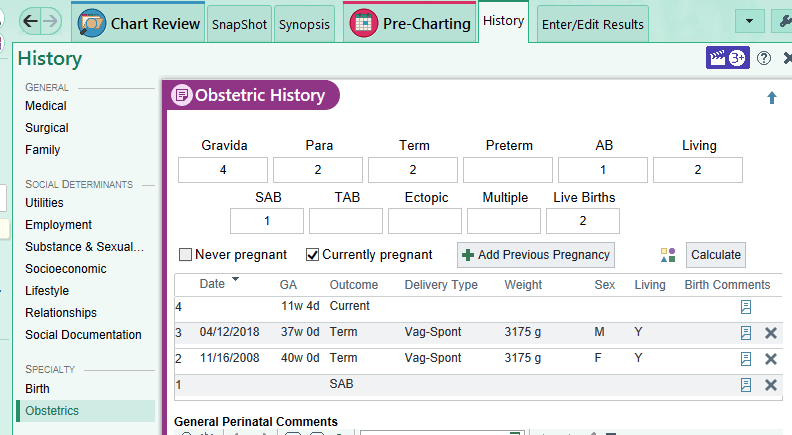 Chart Review SnapShot Synopsis Pre-Charting History Enter/Edit Results
History 3+
GENERAL
Medical
Surgical
Family
SOCIAL DETERMINANTS
Utilities
Employment
Substance & Sexual...
Socioeconomic
Lifestyle
Relationships
Social Documentation
SPECIALTY
Birth
Obstetrics
Obstetric History
Gravida Para Term Preterm AB Living
4 2 2 1 2
SAB TAB Ectopic Multiple Live Births
1 2
Never pregnant Currently pregnant Add Previous Pregnancy Calculate
Date GA Outcome Delivery Type Weight Sex Living Birth Comments
4 11w 4d Current
3 04/12/2018 37w 0d Term Vag-Spont 3175 g M Y
2 11/16/2008 40w 0d Term Vag-Spont 3175 g F Y
1 SAB
General Perinatal Comments